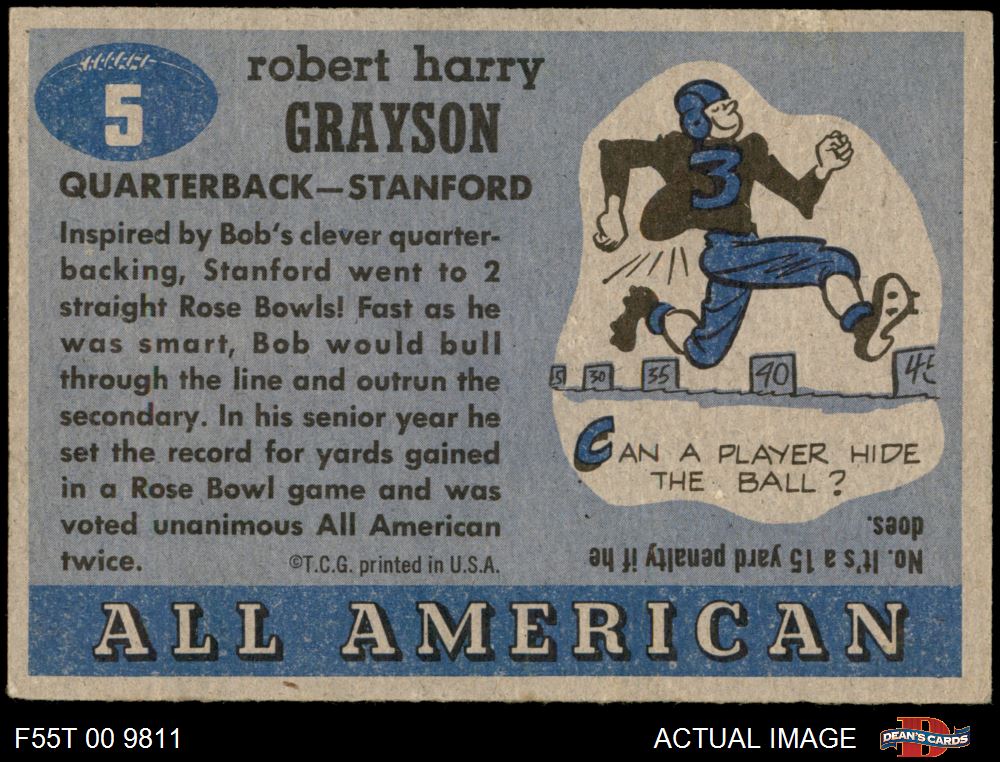 5
robert harry
GRAYSON
QUARTERBACK—STANFORD
Inspired by Bob's clever quarter-
backing, Stanford went to 2
straight Rose Bowls! Fast as he
was smart, Bob would bull
through the line and outrun the
secondary. In his senior year he
set the record for yards gained
in a Rose Bowl game and was
voted unanimous All American
twice.
©T.C.G. printed in U.S.A.
3
5 30 35 40 45
CAN A PLAYER HIDE
THE BALL?
No. It's a 15 yard penalty if he
does.
ALL AMERICAN
F55T 00 9811
ACTUAL IMAGE
D
DEAN'S CARDS